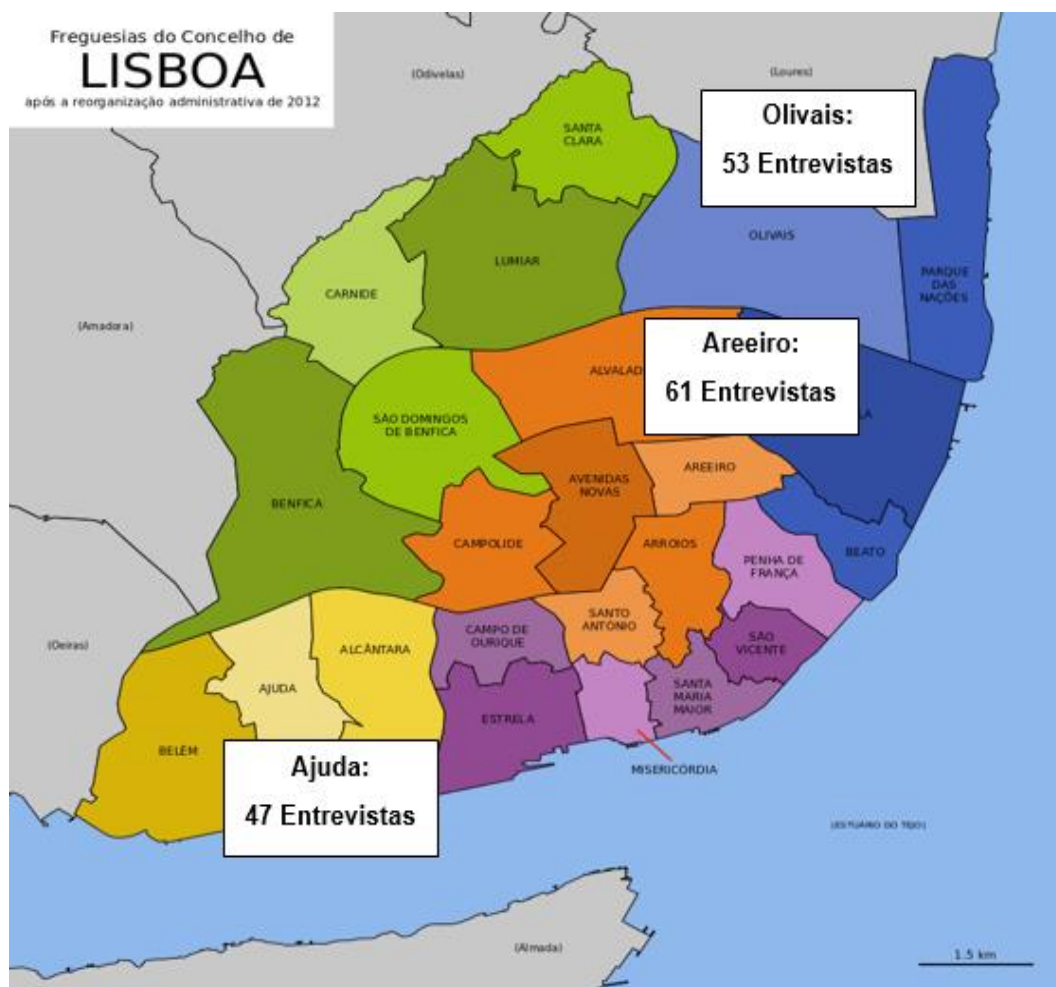 Freguesias do Concelho de
LISBOA
após a reorganização administrativa de 2012
(Odivelas)
(Loures)
Olivais:
53 Entrevistas
SANTA
CLARA
OLIVAIS
LUMIAR
PARQUE
DAS
NAÇÕES
CARNIDE
(Amadora)
Areeiro:
61 Entrevistas
ALVALAD
LA
SÃO DOMINGOS
DE BENFICA
AREEIRO
AVENIDAS
NOVAS
BENFICA
CAMPOLIDE
ARROIOS
BEATO
PENHA DE
FRANÇA
SANTO
ANTÓNIO
CAMPO DE
OURIQUE
SÃO
VICENTE
(Oeiras)
ALCÂNTARA
AJUDA
SANTA
MARIA
MAIOR
ESTRELA
BELÉM
MISERICÓRDIA
Ajuda:
47 Entrevistas
(ESTUÁRIO DO TEJO)
(Almada)
1.5 km